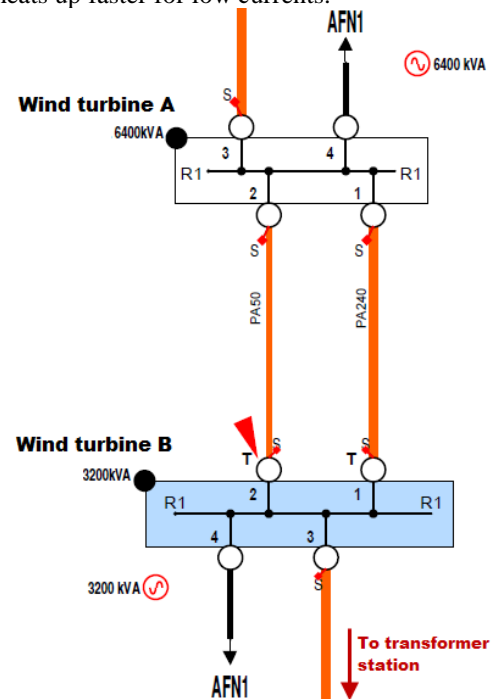 heats up faster for low currents.
AFN1
6400 kVA
S
Wind turbine A
6400kVA
3
4
R1
R1
2
1
S
S
PA50
PA240
S
S
Wind turbine B
T
T
3200kVA
2
1
R1
R1
4
3
3200 kVA
S
To transformer
station
AFN1